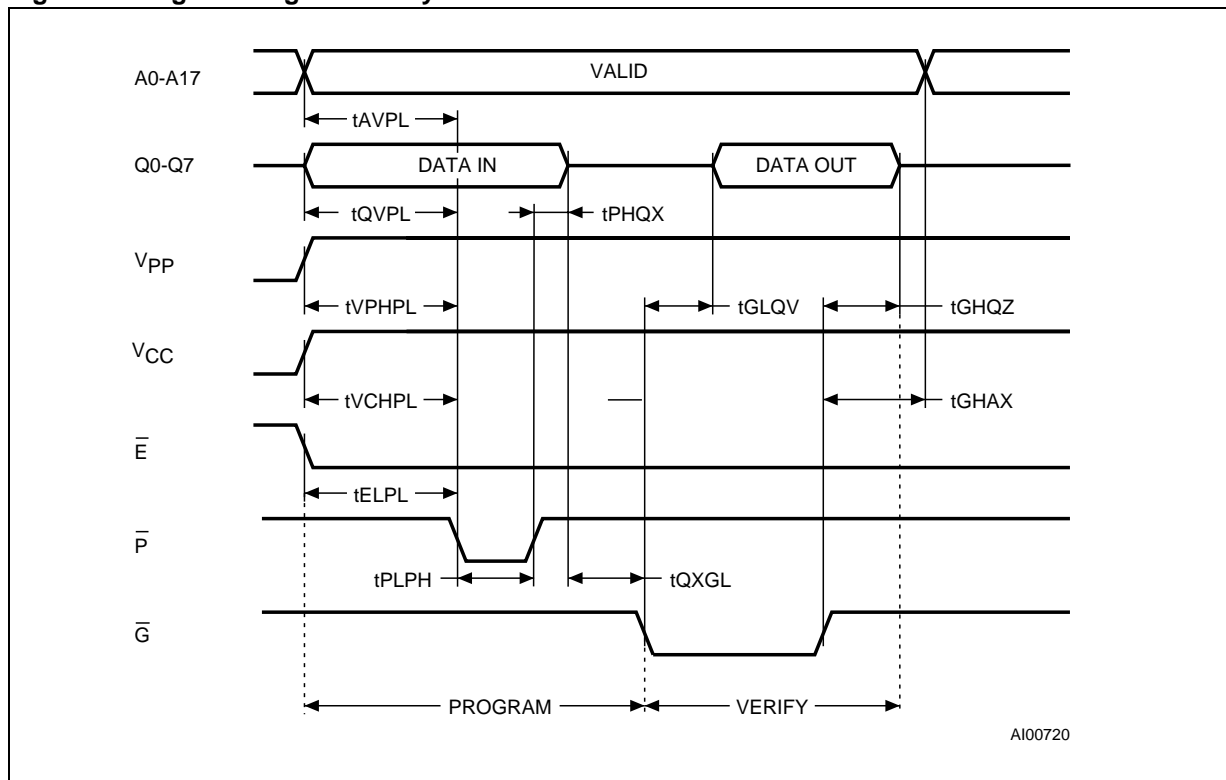 A0-A17
VALID
tAVPL
Q0-Q7
DATA IN
DATA OUT
tQVPL
tPHQX
VPP
tVPHPL
tGLQV
tGHQZ
VCC
tVCHPL
tGHAX
E
tELPL
P
tPLPH
tQXGL
G
PROGRAM
VERIFY
AI00720